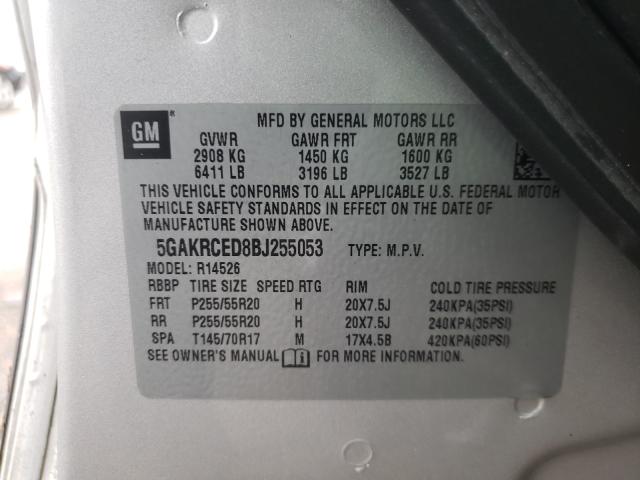 GM
MFD BY GENERAL MOTORS LLC
GVWR GAWR FRT GAWR RR
2908 KG 1450 KG 1600 KG
6411 LB 3196 LB 3527 LB
THIS VEHICLE CONFORMS TO ALL APPLICABLE U.S. FEDERAL MOTOR
VEHICLE SAFETY STANDARDS IN EFFECT ON THE DATE OF
MANUFACTURE SHOWN ABOVE.
5GAKRCED8BJ255053 TYPE: M.P.V.
MODEL: R14526
RBBP TIRE SIZE SPEED RTG RIM COLD TIRE PRESSURE
FRT P255/55R20 H 20X7.5J 240KPA(35PSI)
RR P255/55R20 H 20X7.5J 240KPA(35PSI)
SPA T145/70R17 M 17X4.5B 420KPA(60PSI)
SEE OWNER'S MANUAL FOR MORE INFORMATION.